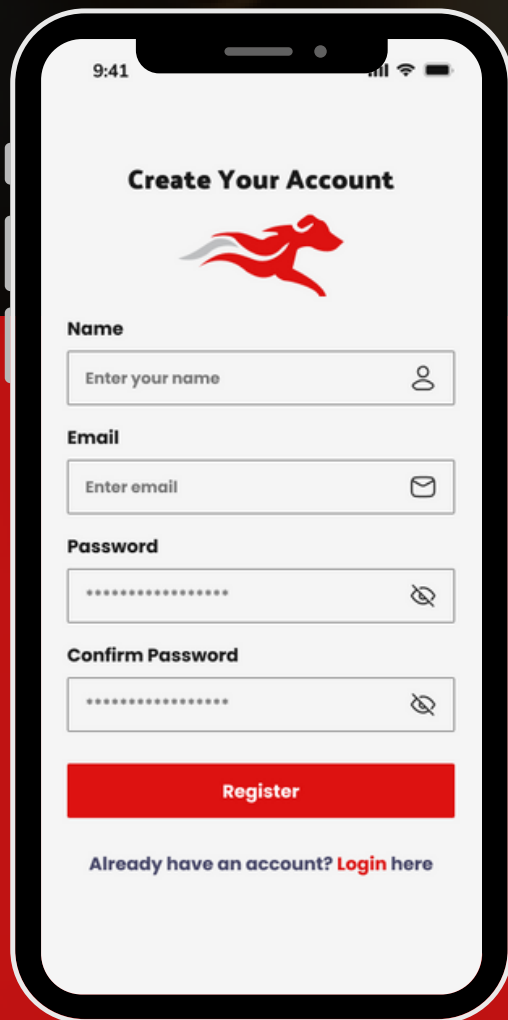 9:41
Create Your Account
Name
Enter your name
Email
Enter email
Password
•••••••••••••••••
Confirm Password
•••••••••••••••••
Register
Already have an account? Login here